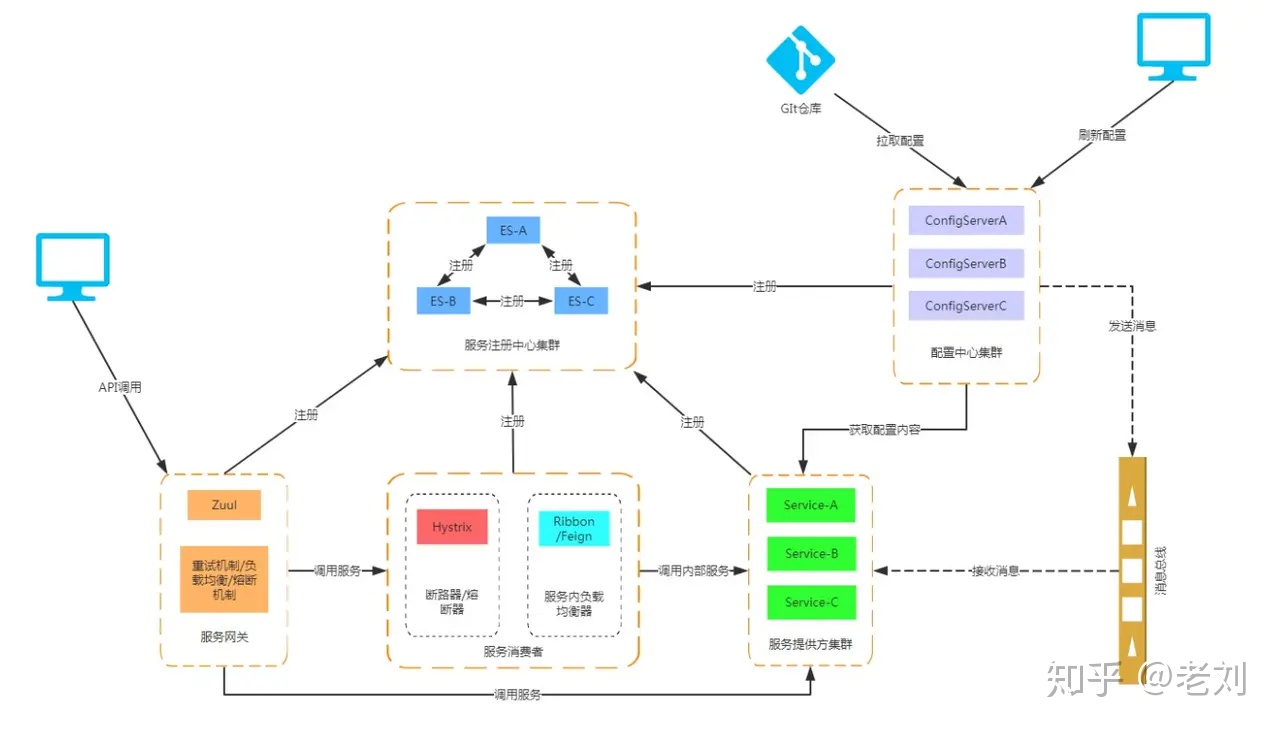 GIt仓库
拉取配置
刷新配置
ConfigServerA
ConfigServerB
ConfigServerC
配置中心集群
ES-A
注册
注册
ES-B
注册
ES-C
服务注册中心集群
注册
发送消息
API调用
注册
注册
注册
获取配置内容
Zuul
重试机制/负
载均衡/熔断
机制
服务网关
调用服务
Hystrix
断路器/熔
断器
Ribbon
/Feign
服务内负载
均衡器
服务消费者
调用内部服务
Service-A
Service-B
Service-C
服务提供方集群
接收消息
消息总线
调用服务
知乎 @老刘